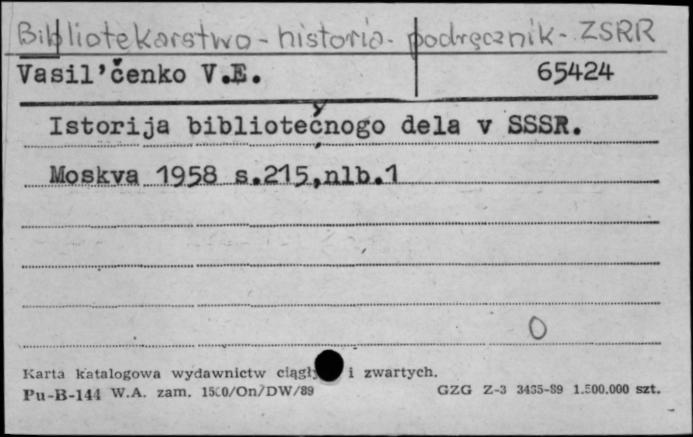 Bibliotekarstwo - historia - podręcznik - ZSRR
Vasil'čenko V.E. 65424
Istorija bibliotečnogo dela v SSSR.
Moskva 1958 s.215,nlb.1
0
Karta katalogowa wydawnictw i zwartych.
Pu-B-144 W.A. zam. 1500/On/DW/89 GZG Z-3 3435-89 1.500.000 szt.